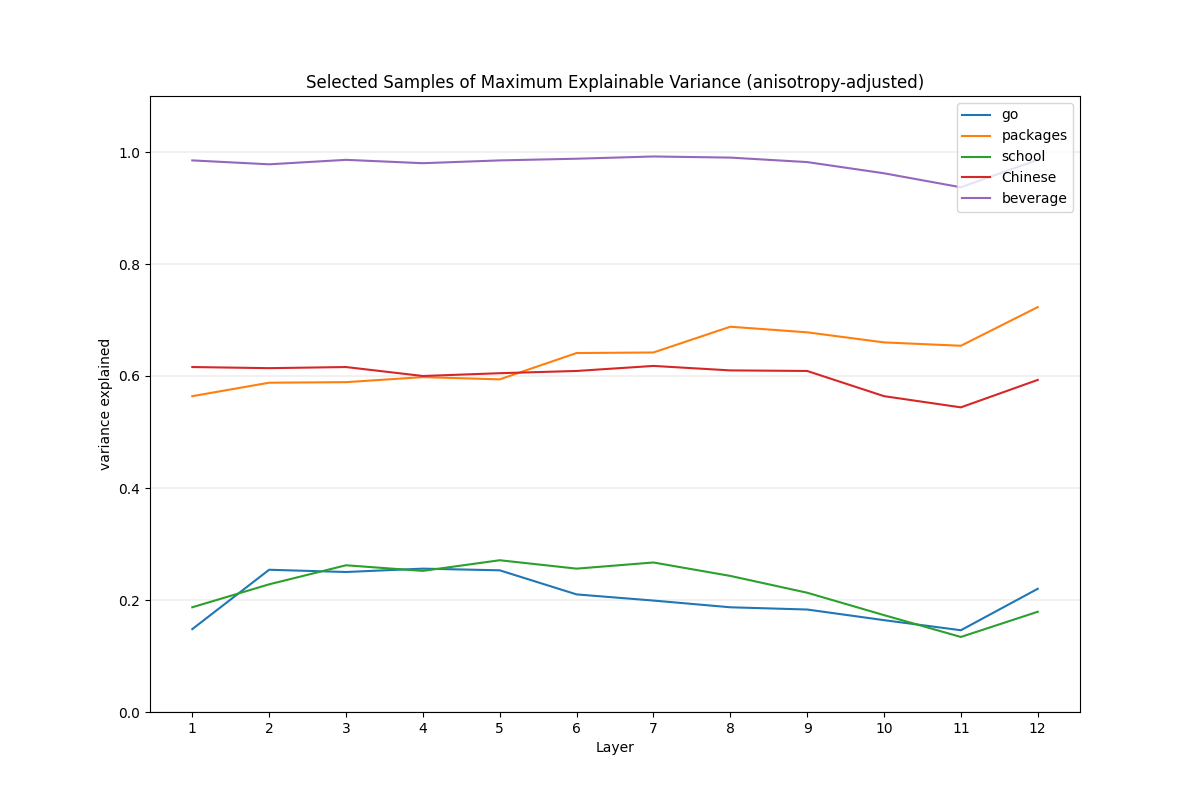 Selected Samples of Maximum Explainable Variance (anisotropy-adjusted)
go
packages
school
Chinese
beverage
1.0
0.8
0.6
0.4
0.2
0.0
variance explained
1 2 3 4 5 6 7 8 9 10 11 12
Layer